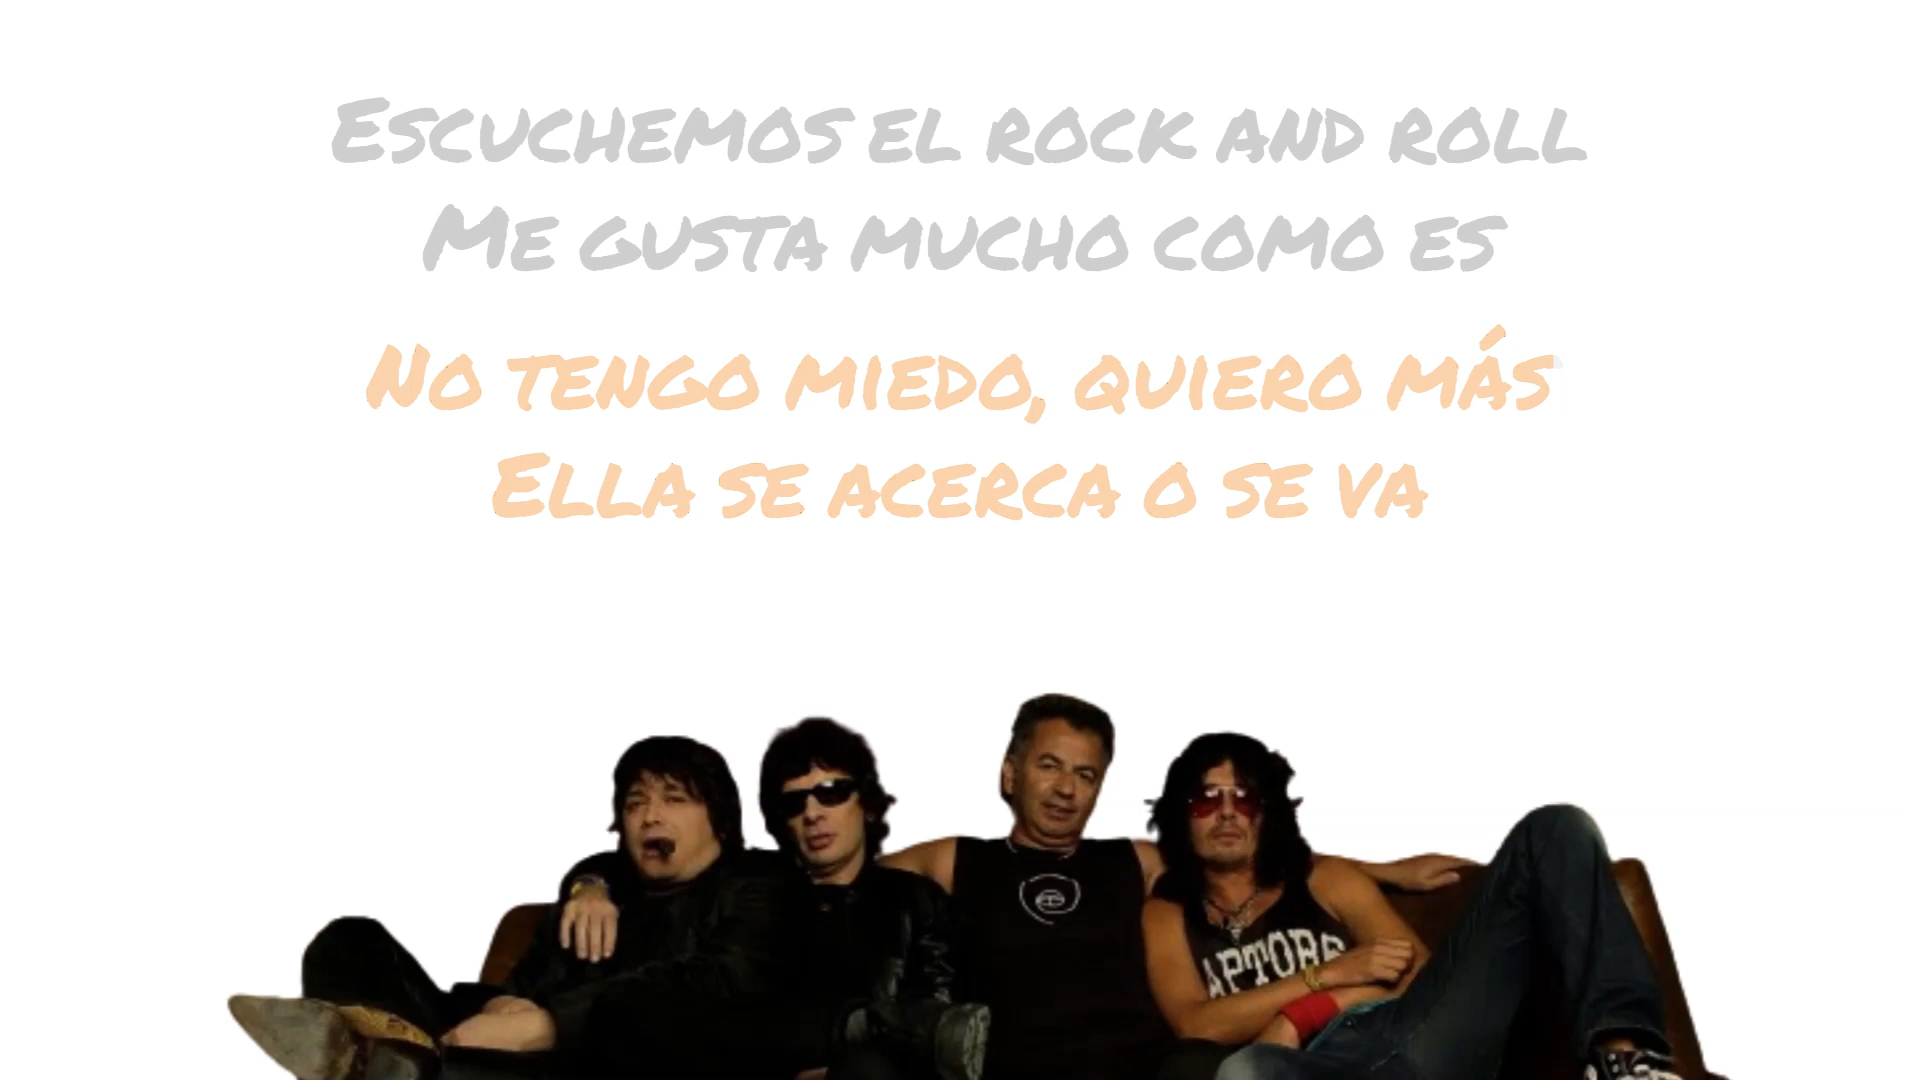 Escuchemos el rock and roll
Me gusta mucho como es
No tengo miedo, quiero más
Ella se acerca o se va
APTORS